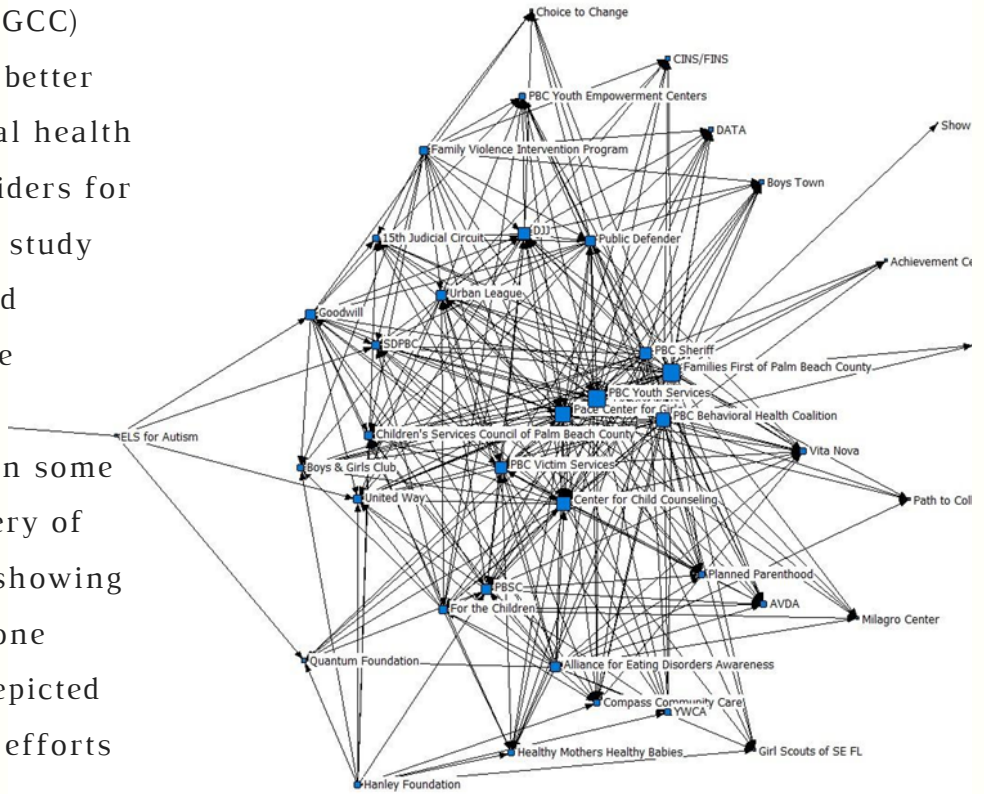 GCC)
better
al health
iders for
study
d
e
n some
ery of
showing
one
epicted
efforts
Choice to Change
CINS/FINS
PBC Youth Empowerment Centers
DATA
Show
Family Violence Intervention Program
Boys Town
15th Judicial Circuit
DJJ
Public Defender
Achievement Ce
Urban League
Goodwill
SDPBC
PBC Sheriff
Families First of Palm Beach County
PBC Youth Services
Pace Center for Girls
PBC Behavioral Health Coalition
ELS for Autism
Children's Services Council of Palm Beach County
Vita Nova
Boys & Girls Club
PBC Victim Services
United Way
Center for Child Counseling
Path to Coll
Planned Parenthood
PBSC
AVDA
For the Children
Milagro Center
Quantum Foundation
Alliance for Eating Disorders Awareness
Compass Community Care
YWCA
Healthy Mothers Healthy Babies
Girl Scouts of SE FL
Hanley Foundation